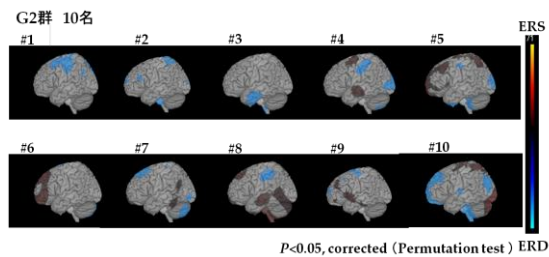 G2群 10名
ERS
#1 #2 #3 #4 #5
#6 #7 #8 #9 #10
P<0.05, corrected（Permutation test） ERD